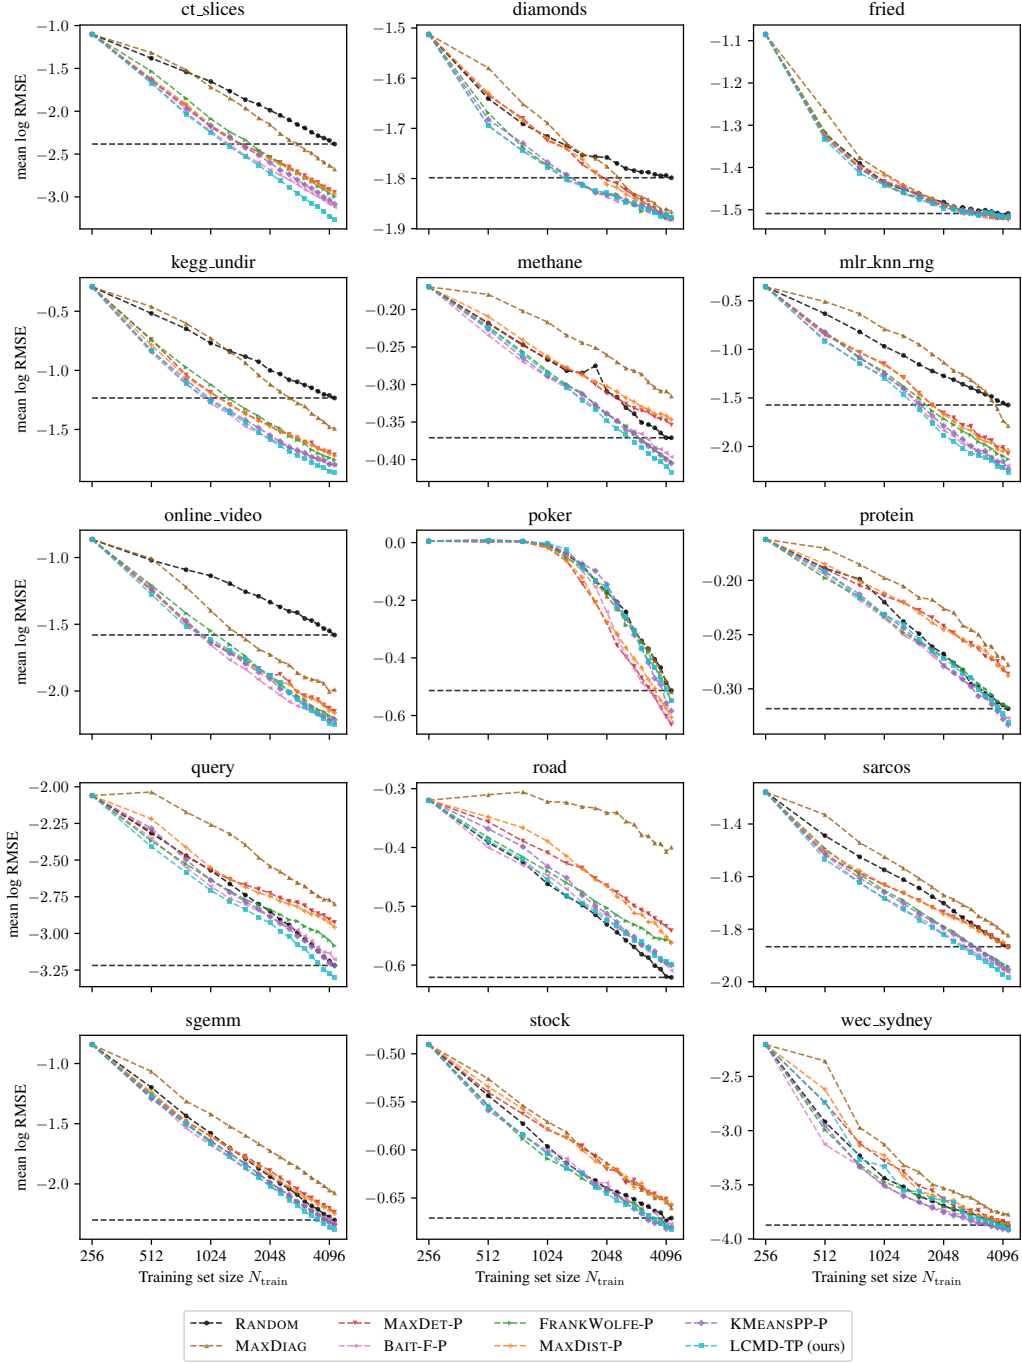 ct_slices
diamonds
fried
mean log RMSE
−1.0
−1.5
−2.0
−2.5
−3.0
−1.5
−1.6
−1.7
−1.8
−1.9
−1.1
−1.2
−1.3
−1.4
−1.5
kegg_undir
methane
mlr_knn_rng
mean log RMSE
−0.5
−1.0
−1.5
−0.20
−0.25
−0.30
−0.35
−0.40
−0.5
−1.0
−1.5
−2.0
online_video
poker
protein
mean log RMSE
−1.0
−1.5
−2.0
0.0
−0.2
−0.4
−0.6
−0.20
−0.25
−0.30
query
road
sarcos
mean log RMSE
−2.00
−2.25
−2.50
−2.75
−3.00
−3.25
−0.3
−0.4
−0.5
−0.6
−1.4
−1.6
−1.8
−2.0
sgemm
stock
wec_sydney
mean log RMSE
−1.0
−1.5
−2.0
−0.50
−0.55
−0.60
−0.65
−2.5
−3.0
−3.5
−4.0
256 512 1024 2048 4096
256 512 1024 2048 4096
256 512 1024 2048 4096
Training set size N_train
Training set size N_train
Training set size N_train
RANDOM MAXDET-P FRANKWOLFE-P KMEANSPP-P
MAXDIAG BAIT-F-P MAXDIST-P LCMD-TP (ours)